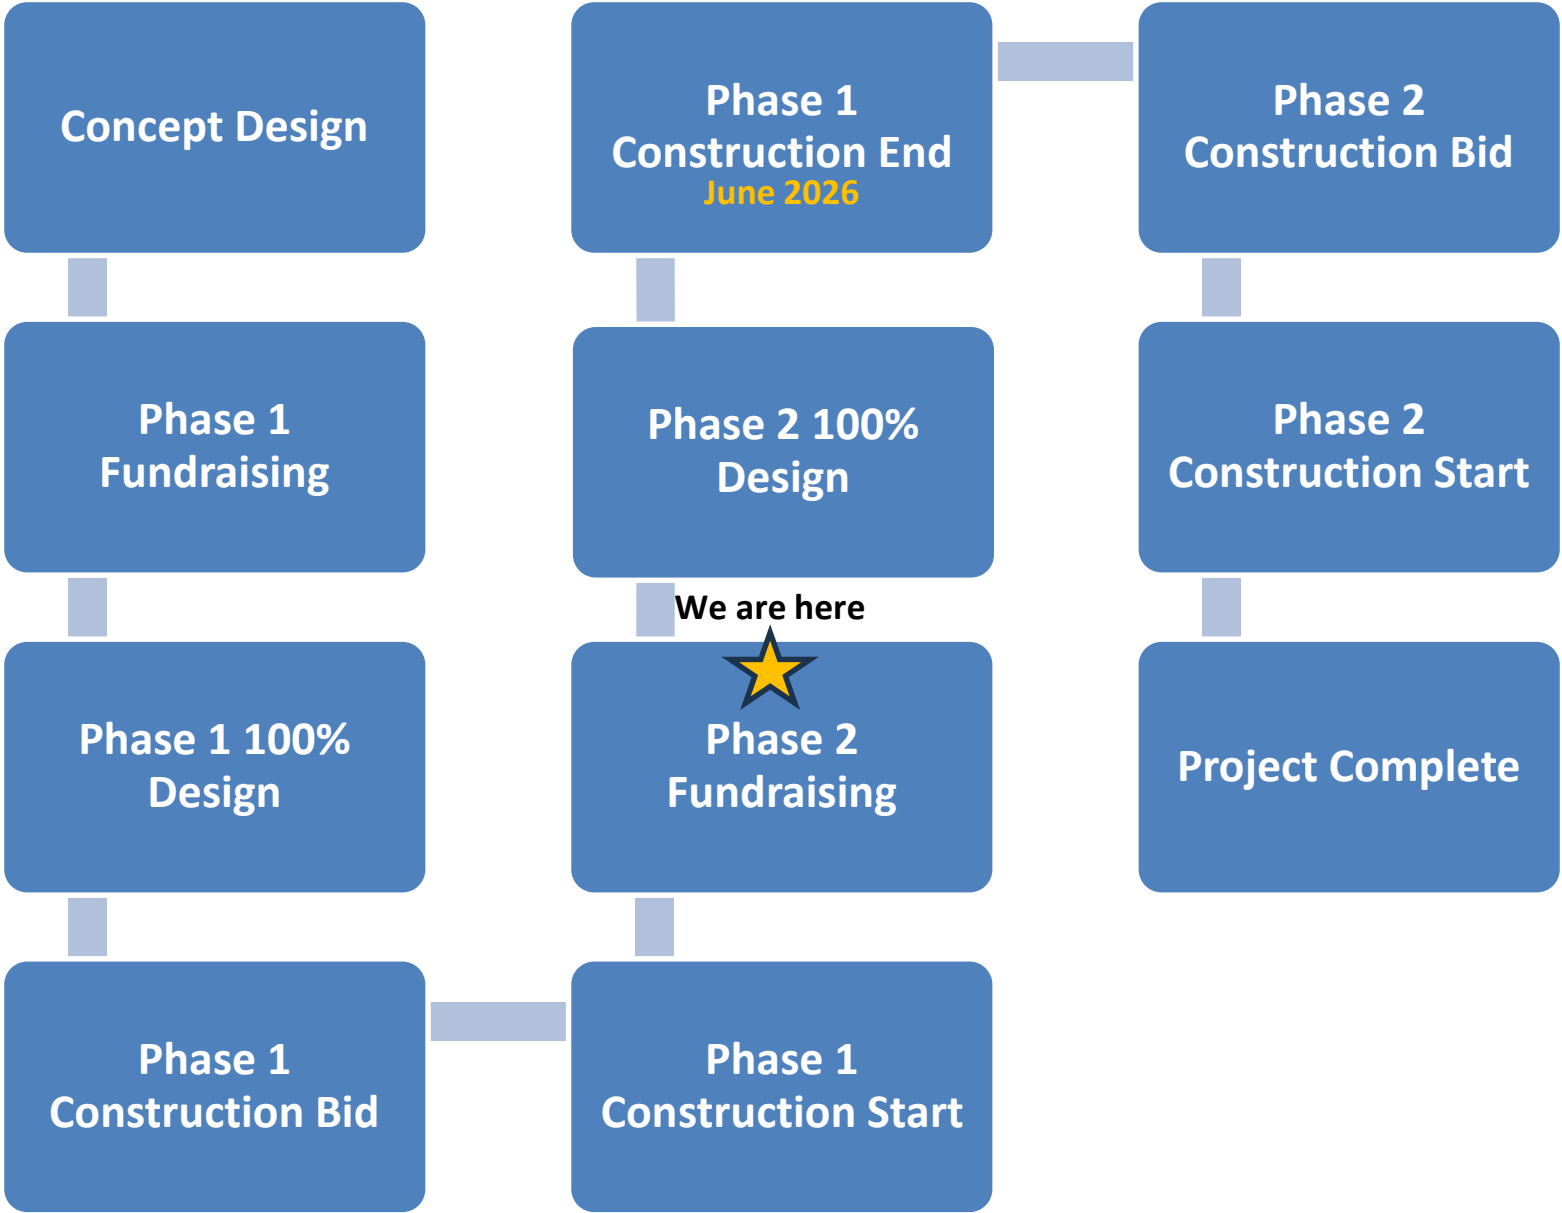 Concept Design
Phase 1
Fundraising
Phase 1 100%
Design
Phase 1
Construction Bid
Phase 1
Construction Start
We are here
Phase 2
Fundraising
Phase 2 100%
Design
Phase 1
Construction End
June 2026
Phase 2
Construction Bid
Phase 2
Construction Start
Project Complete